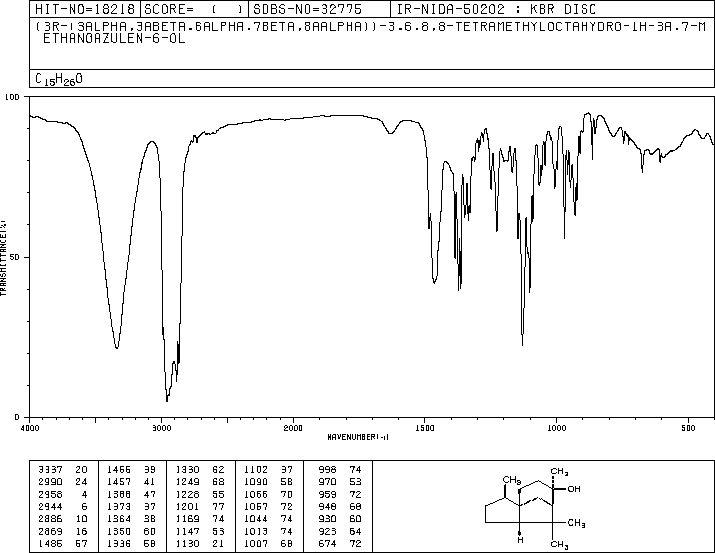 HIT-NO=18218 SCORE= ( ) SDBS-NO=32775 IR-NIDA-50202 : KBR DISC
(3R-(3ALPHA,3ABETA,6ALPHA,7BETA,8AALPHA))-3,6,8,8-TETRAMETHYLOCTAHYDRO-1H-3A,7-M
ETHANOAZULEN-6-OL
C15H26O
100
50
0
TRANSMITTANCE(%)
4000 3000 2000 1500 1000 500
WAVENUMBER(-1)
3337 20 1466 39 1330 62 1102 37 998 74
2990 24 1457 41 1249 68 1090 58 970 53
2958 4 1388 47 1228 55 1066 70 959 72
2944 6 1373 37 1201 77 1057 72 948 68
2886 10 1364 38 1169 74 1044 74 930 60
2869 16 1350 60 1147 53 1013 74 923 64
1485 57 1336 58 1130 21 1007 68 674 72
CH3
CH3
OH
CH3
CH3
H